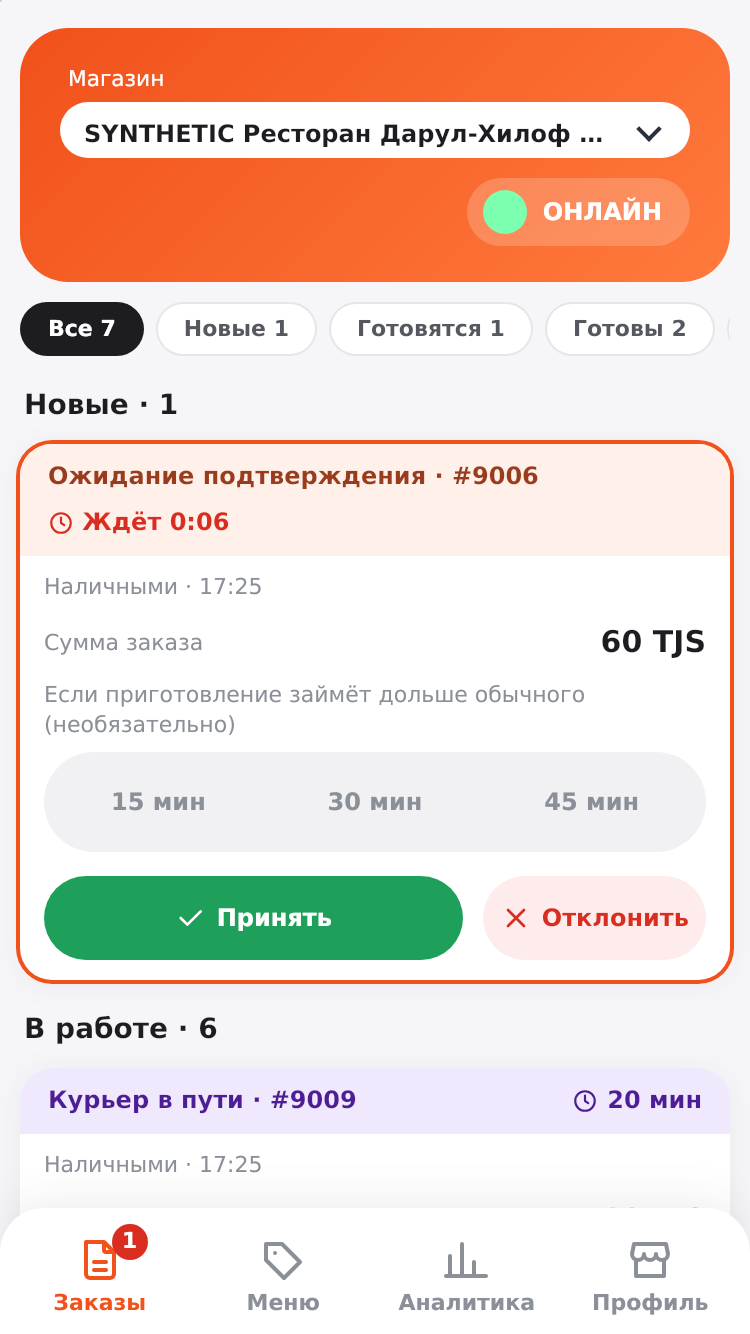 Магазин
SYNTHETIC Ресторан Дарул-Хилоф ...
ОНЛАЙН
Все 7
Новые 1
Готовятся 1
Готовы 2
Новые · 1
Ожидание подтверждения · #9006
Ждёт 0:06
Наличными · 17:25
Сумма заказа
60 TJS
Если приготовление займёт дольше обычного
(необязательно)
15 мин
30 мин
45 мин
Принять
Отклонить
В работе · 6
Курьер в пути · #9009
20 мин
Наличными · 17:25
1
Заказы
Меню
Аналитика
Профиль